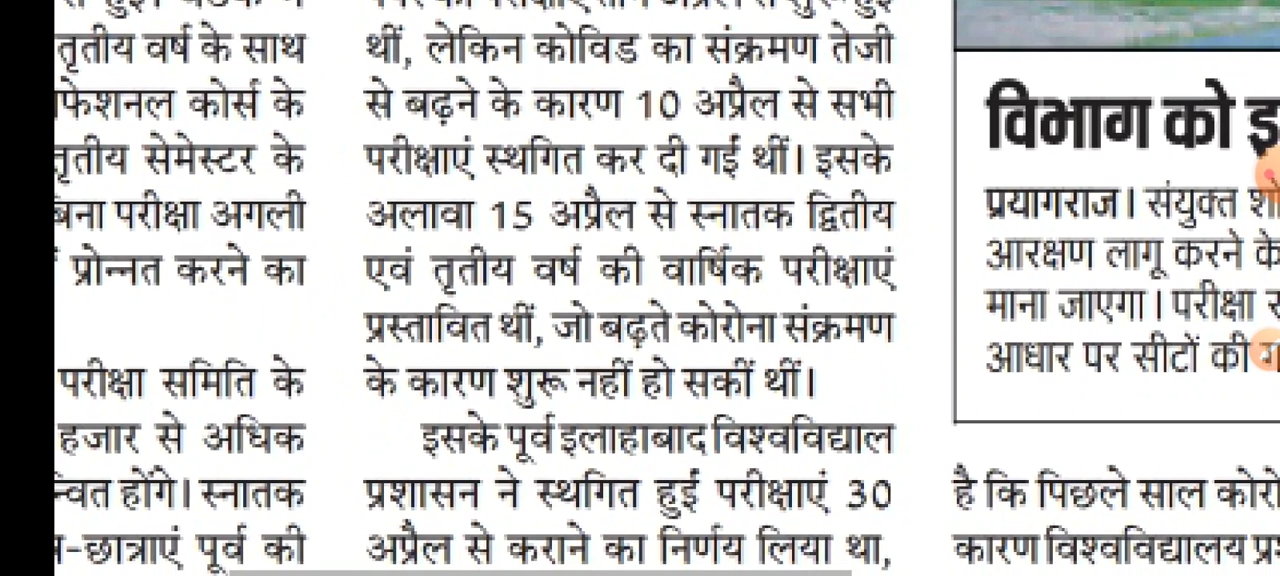 तृतीय वर्ष के साथ
कोर्स के
तृतीय सेमेस्टर के
परीक्षा अगली
प्रोन्नत करने का
परीक्षा समिति के
हजार से अधिक
होंगे। स्नातक
पूर्व की
थीं, लेकिन कोविड का संक्रमण तेजी
से बढ़ने के कारण 10 अप्रैल से सभी
परीक्षाएं स्थगित कर दी गईं थीं। इसके
अलावा 15 अप्रैल से स्नातक द्वितीय
एवं तृतीय वर्ष की वार्षिक परीक्षाएं
प्रस्तावित थीं, जो बढ़ते कोरोना संक्रमण
के कारण शुरू नहीं हो सकीं थीं।
इसके पूर्व इलाहाबाद विश्वविद्याल
प्रशासन ने स्थगित हुईं परीक्षाएं 30
अप्रैल से कराने का निर्णय लिया था,
विभाग को
प्रयागराज। संयुक्त
आरक्षण लागू करने के
माना जाएगा। परीक्षा
आधार पर सीटों की
है कि पिछले साल
कारण विश्वविद्यालय